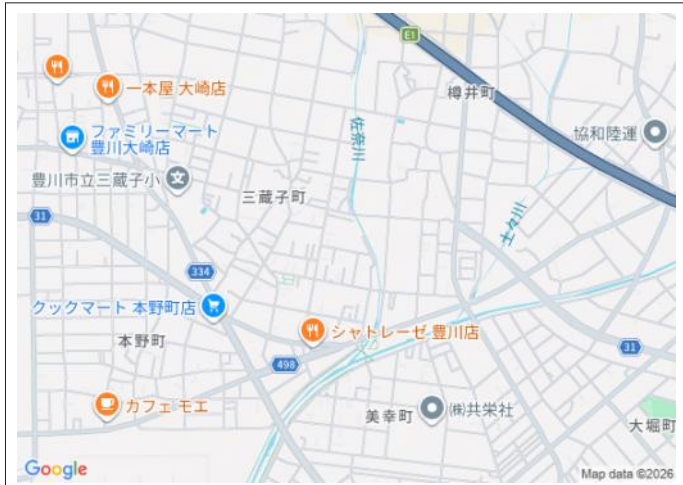 E1
一本屋 大崎店
樽井町
ファミリーマート
豊川大崎店
佐奈川
協和陸運
豊川市立三蔵子小
三蔵子町
31
土々川
334
クックマート 本野町店
シャトレーゼ 豊川店
本野町
31
498
カフェ モエ
美幸町
㈱共栄社
大堀町
Google
Map data ©2026